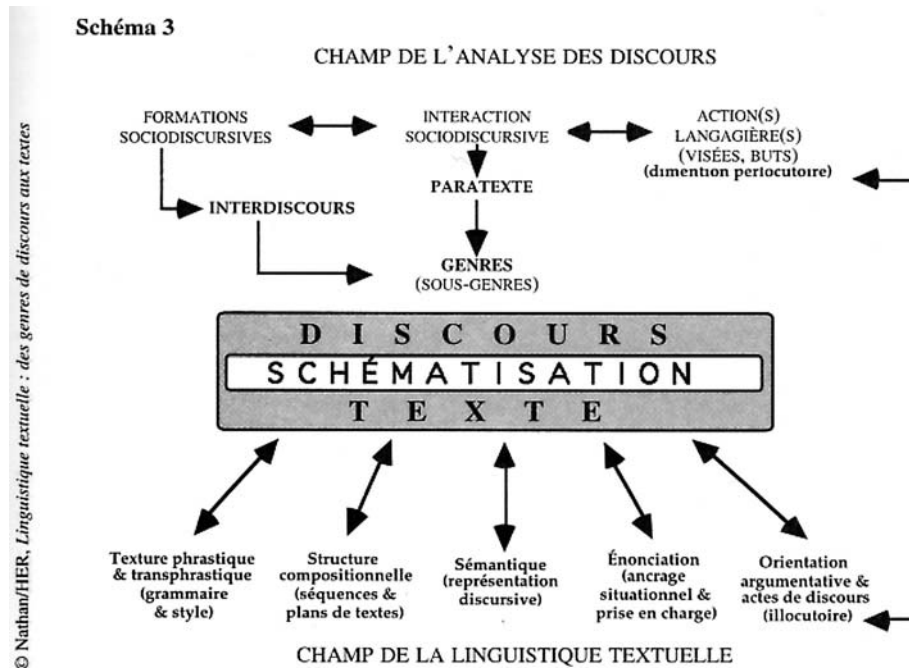 Schéma 3
CHAMP DE L'ANALYSE DES DISCOURS
FORMATIONS
SOCIODISCURSIVES
INTERACTION
SOCIODISCURSIVE
ACTION(S)
LANGAGIÈRE(S)
(VISÉES, BUTS)
(dimention perlocutoire)
PARATEXTE
INTERDISCOURS
GENRES
(SOUS-GENRES)
DISCOURS
SCHÉMATISATION
TEXTE
Texture phrastique
& transphrastique
(grammaire
& style)
Structure
compositionnelle
(séquences &
plans de textes)
Sémantique
(représentation
discursive)
Énonciation
(ancrage
situationnel &
prise en charge)
Orientation
argumentative &
actes de discours
(illocutoire)
CHAMP DE LA LINGUISTIQUE TEXTUELLE
© Nathan/HER, Linguistique textuelle : des genres de discours aux textes